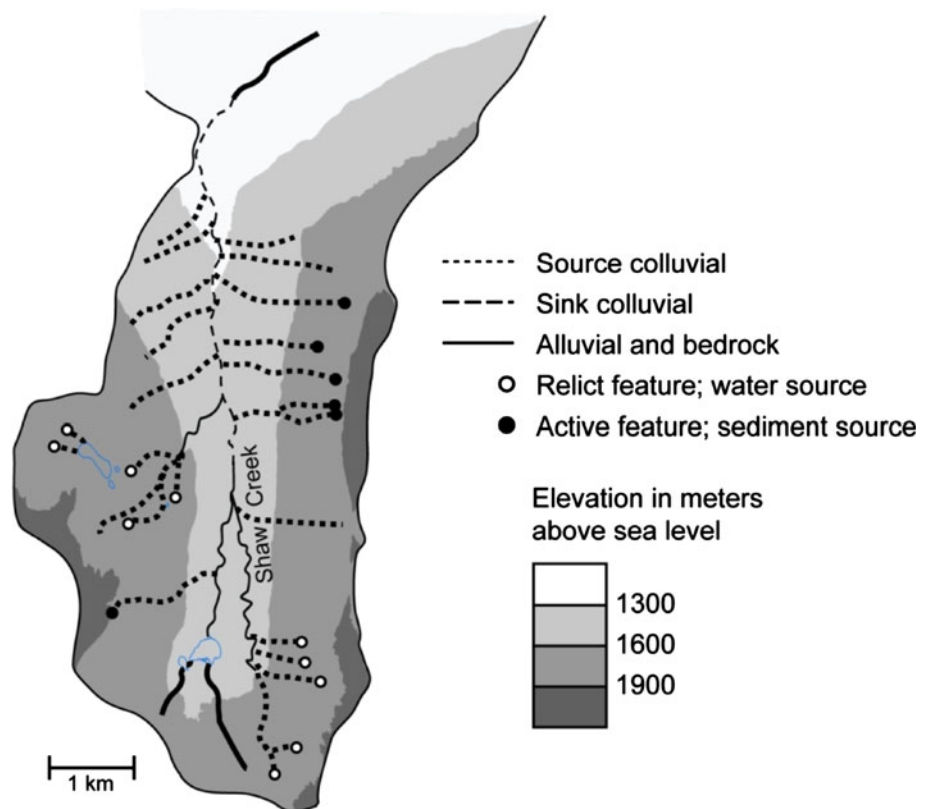 Source colluvial
Sink colluvial
Alluvial and bedrock
Relict feature; water source
Active feature; sediment source
Shaw Creek
Elevation in meters
above sea level
1300
1600
1900
1 km